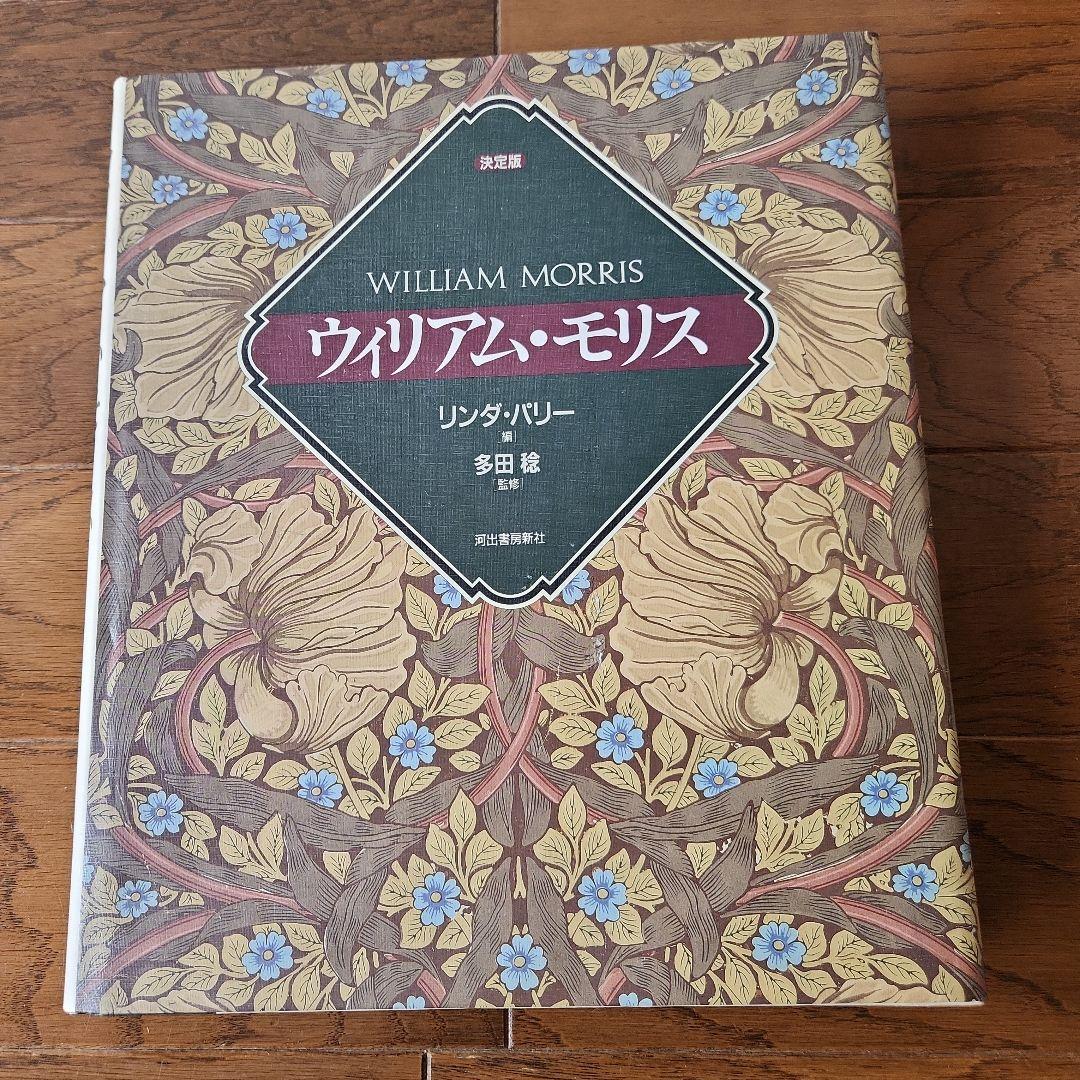 決定版
WILLIAM MORRIS
ウィリアム・モリス
リンダ・パリー
[編]
多田 稔
[監修]
河出書房新社